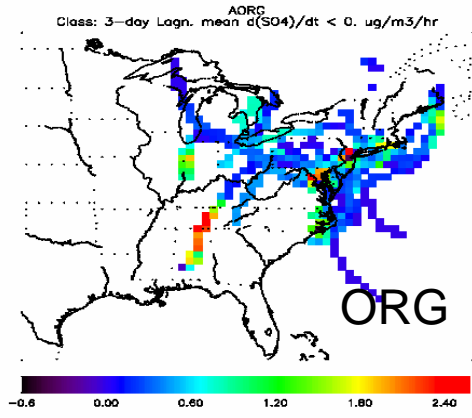 AORG
Class: 3-day Lagn. mean d(SO4)/dt < 0. ug/m3/hr
ORG
-0.6 0.00 0.60 1.20 1.80 2.40